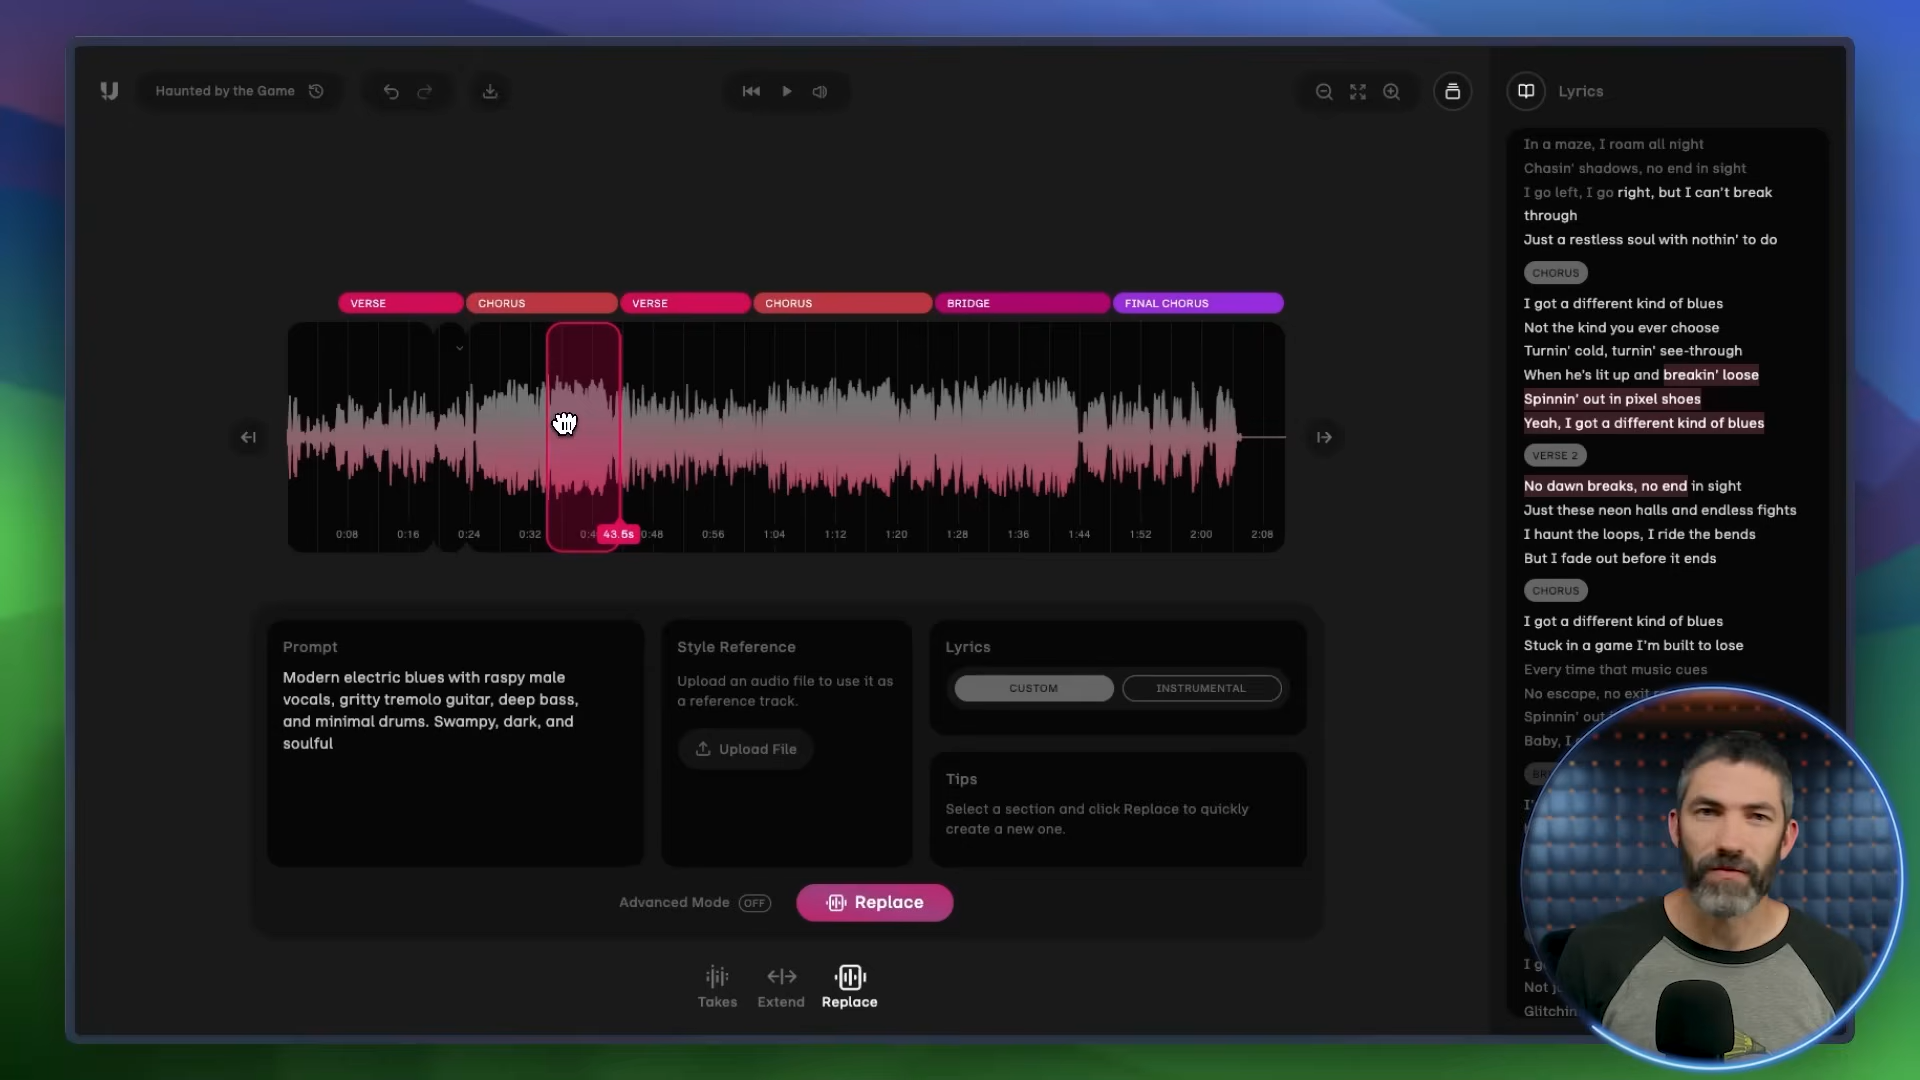 Haunted by the Game
Lyrics
In a maze, I roam all night
Chasin' shadows, no end in sight
I go left, I go right, but I can't break
through
Just a restless soul with nothin' to do
CHORUS
I got a different kind of blues
Not the kind you ever choose
Turnin' cold, turnin' see-through
When he's lit up and breakin' loose
Spinnin' out in pixel shoes
Yeah, I got a different kind of blues
VERSE 2
No dawn breaks, no end in sight
Just these neon halls and endless fights
I haunt the loops, I ride the bends
But I fade out before it ends
CHORUS
I got a different kind of blues
Stuck in a game I'm built to lose
Every time that music cues
No escape, no exit
Spinnin' out
Baby, I
I'
Not
Glitchin
VERSE
CHORUS
VERSE
CHORUS
BRIDGE
FINAL CHORUS
0:08
0:16
0:24
0:32
43.5s
0:48
0:56
1:04
1:12
1:20
1:28
1:36
1:44
1:52
2:00
2:08
Prompt
Modern electric blues with raspy male
vocals, gritty tremolo guitar, deep bass,
and minimal drums. Swampy, dark, and
soulful
Style Reference
Upload an audio file to use it as
a reference track.
Upload File
Lyrics
CUSTOM
INSTRUMENTAL
Tips
Select a section and click Replace to quickly
create a new one.
Advanced Mode OFF
Replace
Takes
Extend
Replace